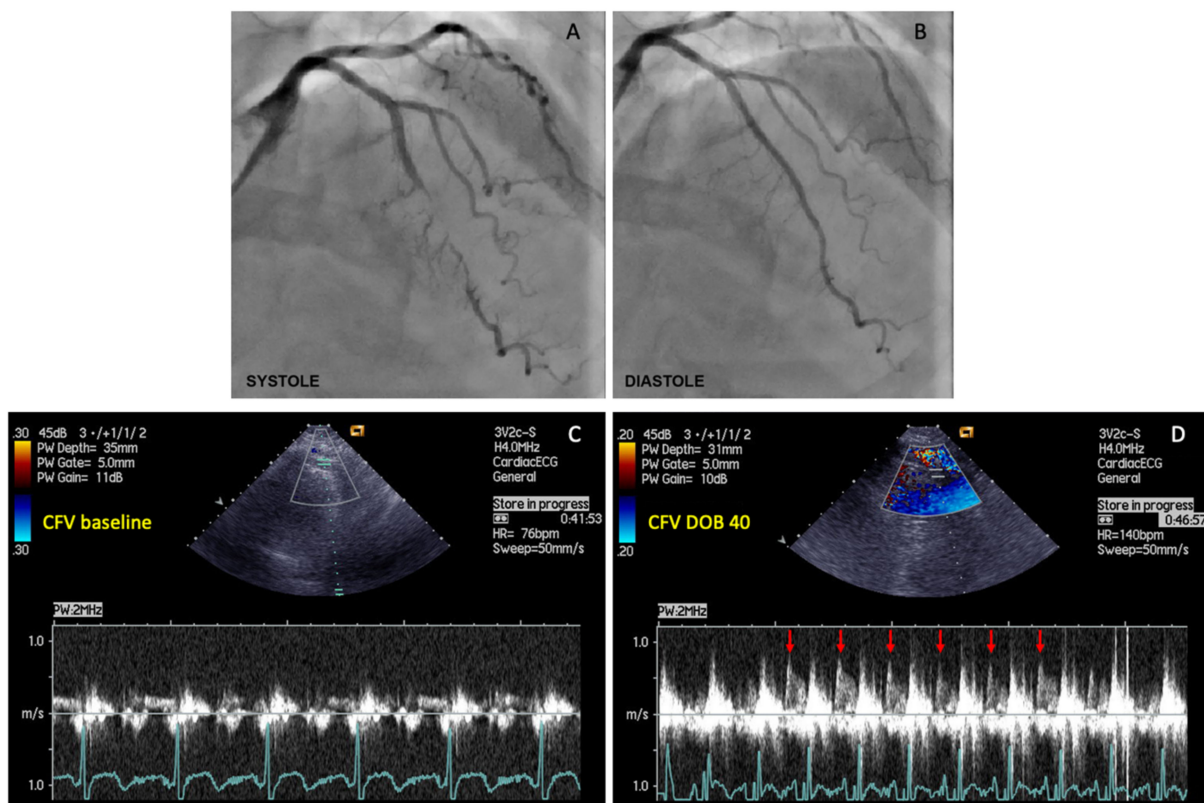 A
SYSTOLE
B
DIASTOLE
.30 45dB 3 •/+1/1/ 2
PW Depth= 35mm
PW Gate= 5.0mm
PW Gain= 11dB
CFV baseline
.30
C
3V2c-S
H4.0MHz
CardiacECG
General
Store in progress
0:41:53
HR= 76bpm
Sweep=50mm/s
PW:2MHz
1.0
m/s
1.0
.20 45dB 3 •/+1/1/ 2
PW Depth= 31mm
PW Gate= 5.0mm
PW Gain= 10dB
CFV DOB 40
.20
D
3V2c-S
H4.0MHz
CardiacECG
General
Store in progress
0:46:57
HR=140bpm
Sweep=50mm/s
PW:2MHz
1.0
m/s
1.0